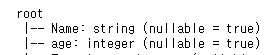 root
 |-- Name: string (nullable = true)
 |-- age: integer (nullable = true)